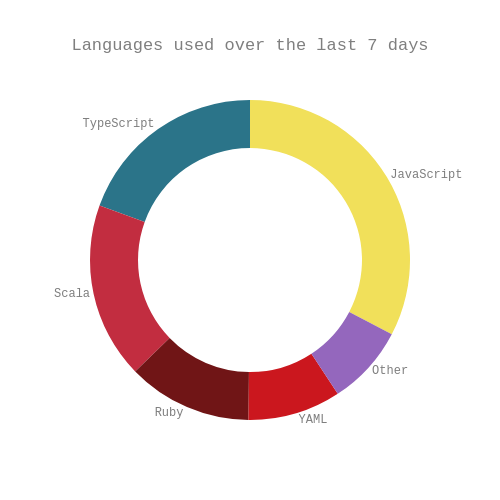 Languages used over the last 7 days
TypeScript
JavaScript
Scala
Other
Ruby
YAML